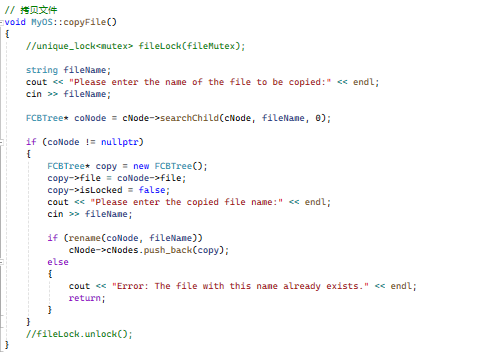 // 拷贝文件
void MyOS::copyFile()
{
//unique_lock<mutex> fileLock(fileMutex);
string fileName;
cout << "Please enter the name of the file to be copied:" << endl;
cin >> fileName;
FCBTree* coNode = cNode->searchChild(cNode, fileName, 0);
if (coNode != nullptr)
{
FCBTree* copy = new FCBTree();
copy->file = coNode->file;
copy->isLocked = false;
cout << "Please enter the copied file name:" << endl;
cin >> fileName;
if (rename(coNode, fileName))
cNode->cNodes.push_back(copy);
else
{
cout << "Error: The file with this name already exists." << endl;
return;
}
}
//fileLock.unlock();
}